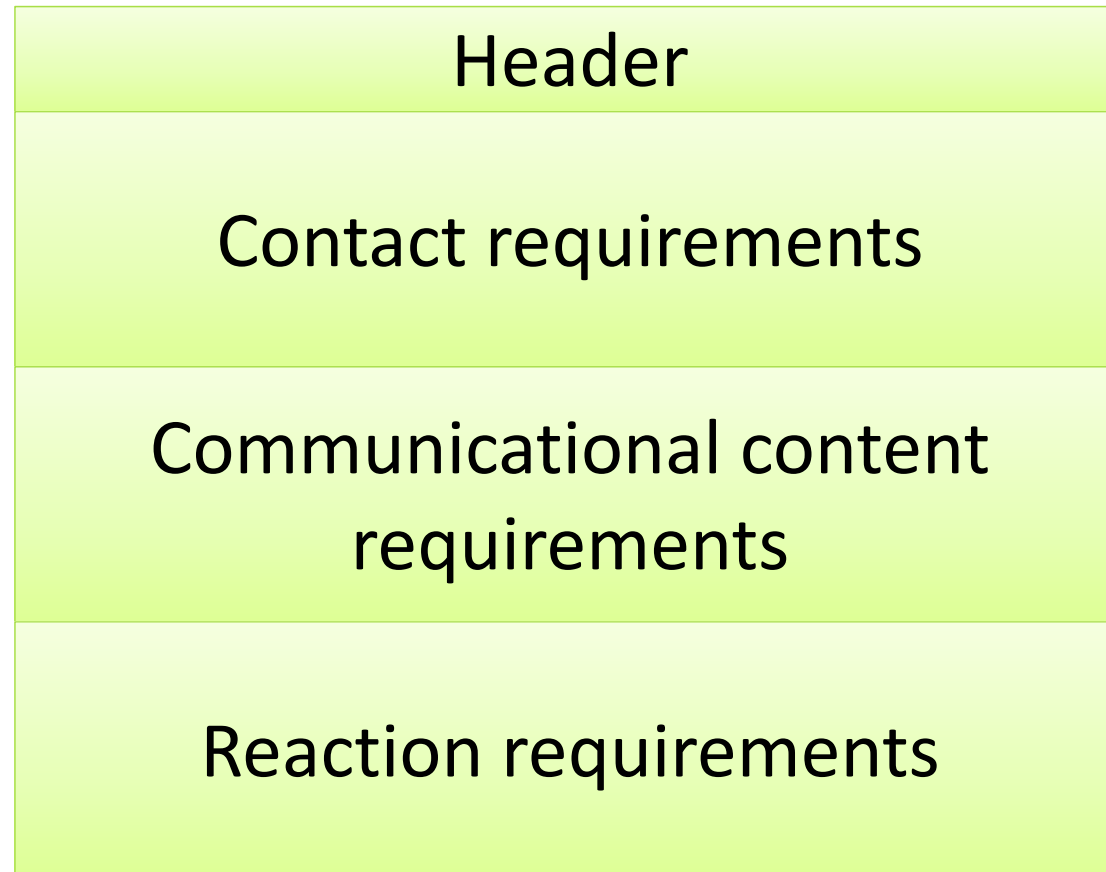 Header
Contact requirements
Communicational content
requirements
Reaction requirements